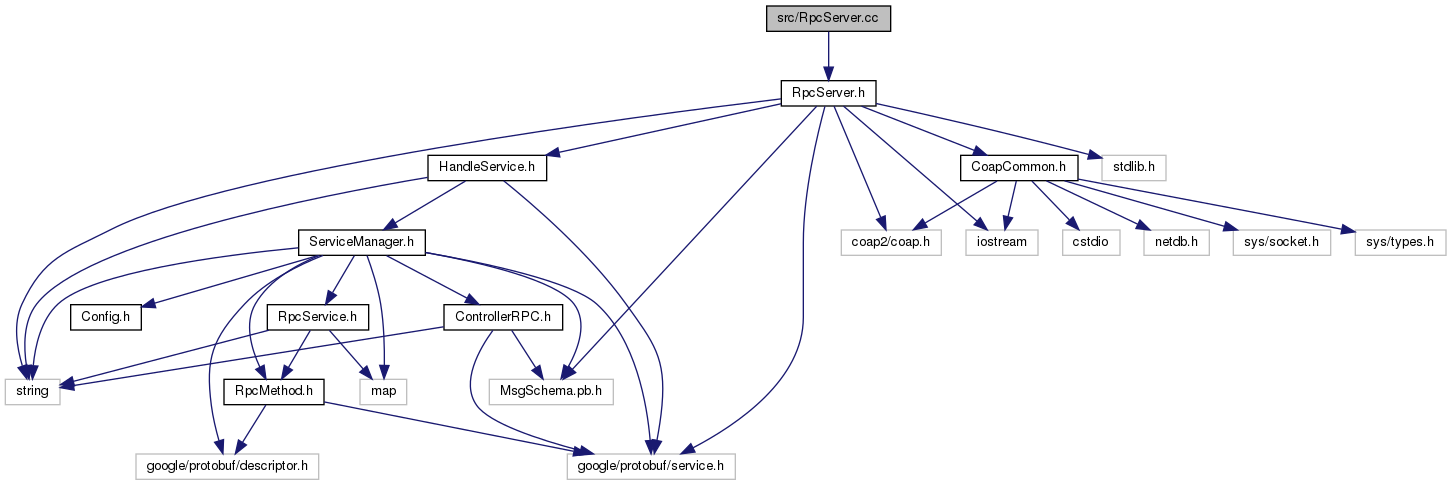 src/RpcServer.cc
RpcServer.h
HandleService.h
CoapCommon.h
stdlib.h
ServiceManager.h
coap2/coap.h
iostream
cstdio
netdb.h
sys/socket.h
sys/types.h
Config.h
RpcService.h
ControllerRPC.h
string
RpcMethod.h
map
MsgSchema.pb.h
google/protobuf/descriptor.h
google/protobuf/service.h